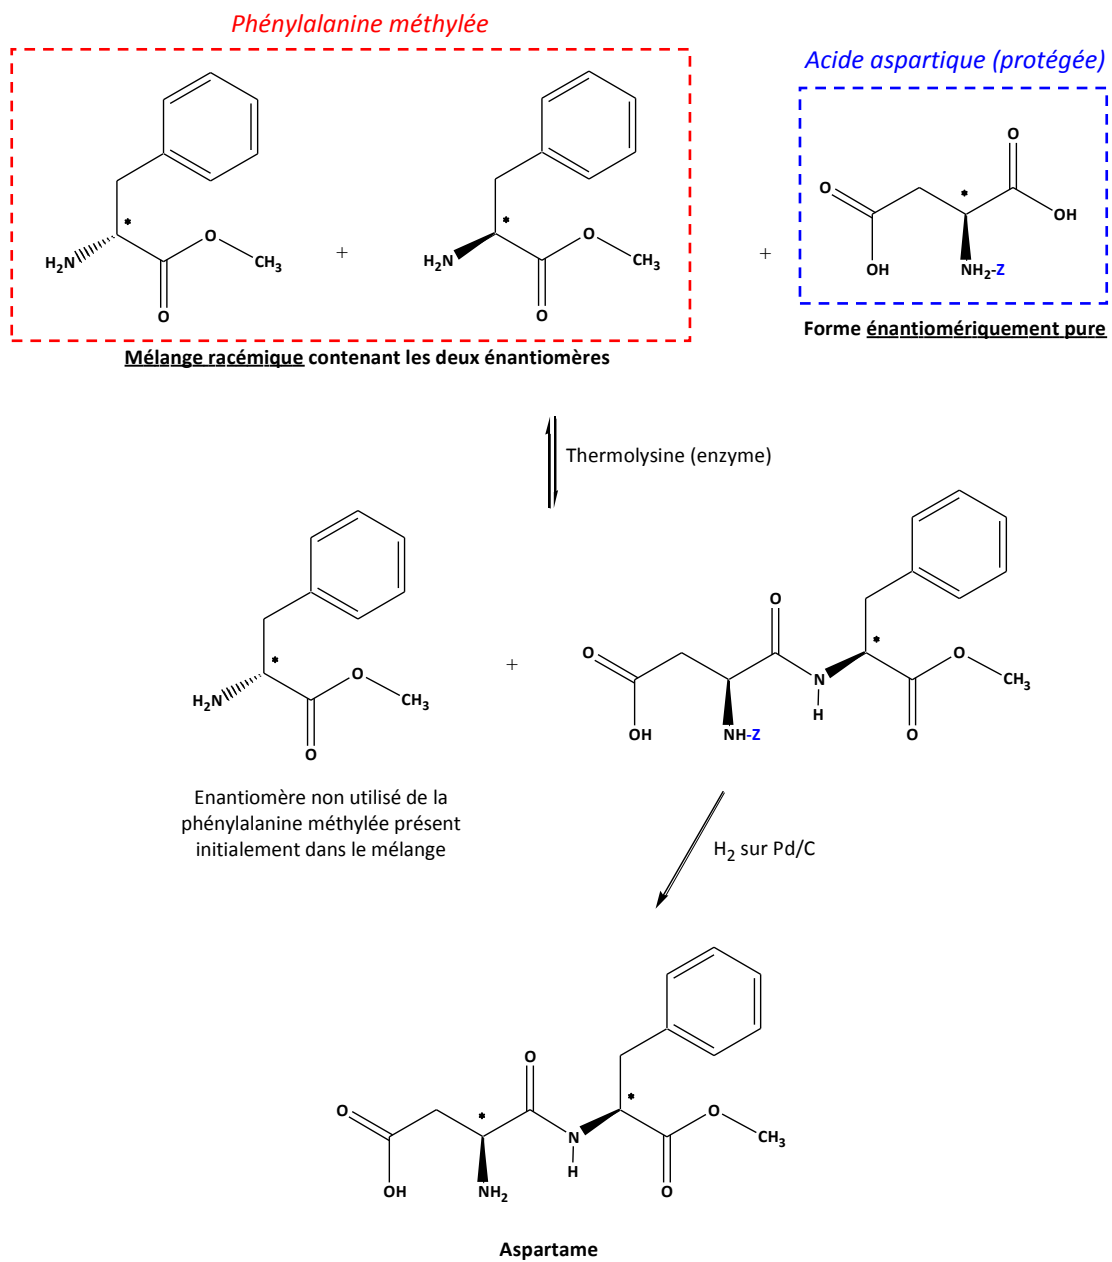 Phénylalanine méthylée
Acide aspartique (protégée)
*
H₂N
O
CH₃
O
+
*
H₂N
O
CH₃
O
+
O
O
*
OH
OH
NH₂-Z
Mélange racémique contenant les deux énantiomères
Forme énantiomériquement pure
Thermolysine (enzyme)
*
H₂N
O
CH₃
O
+
O
O
*
N
H
O
CH₃
OH
NH-Z
O
Enantiomère non utilisé de la
phénylalanine méthylée présent
initialement dans le mélange
H₂ sur Pd/C
O
O
*
*
N
H
O
CH₃
OH
NH₂
O
Aspartame